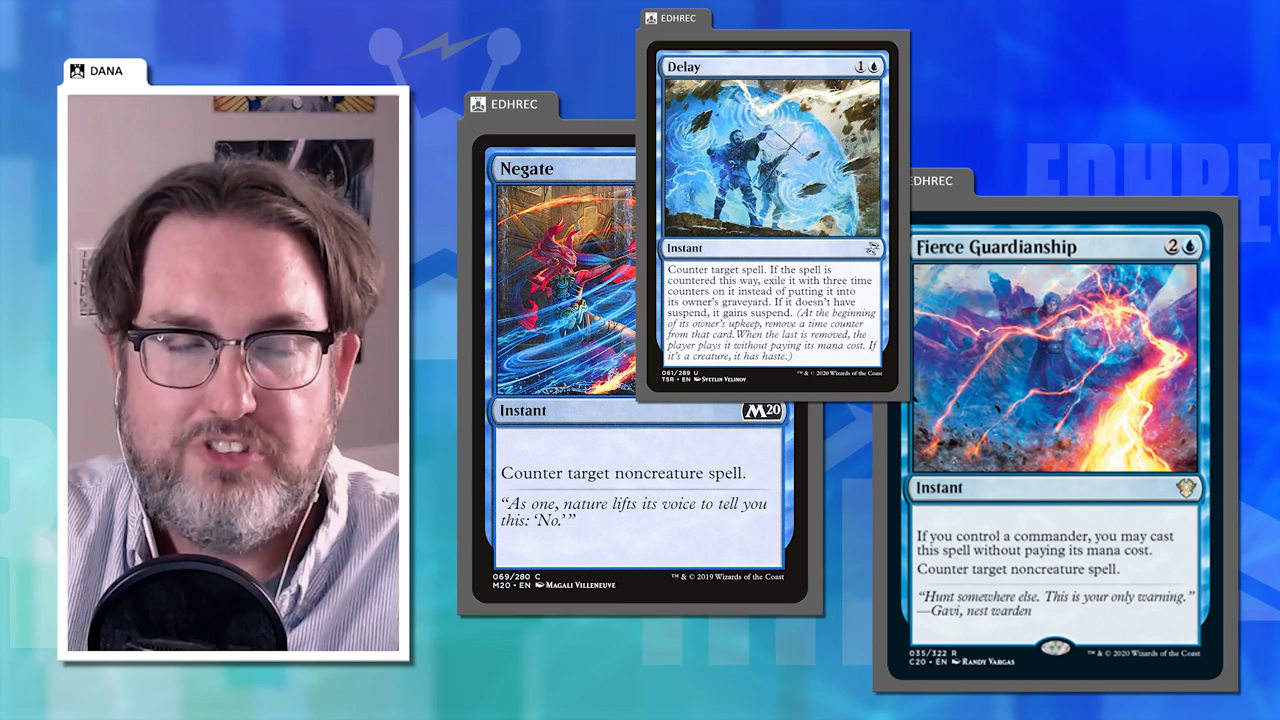 DANA
EDHREC
Negate
Instant
M20
Counter target noncreature spell.
“As one, nature lifts its voice to tell you
this: ‘No.’”
069/280 C
M20 • EN Magali Villeneuve
™ & © 2019 Wizards of the Coast
EDHREC
Delay
1
Instant
Counter target spell. If the spell is
countered this way, exile it with three time
counters on it instead of putting it into
its owner's graveyard. If it doesn't have
suspend, it gains suspend. (At the beginning
of its owner's upkeep, remove a time counter
from that card. When the last is removed, the
player plays it without paying its mana cost. If
it's a creature, it has haste.)
061/289 U
TSR • EN Svetlin Velinov
™ & © 2020 Wizards of the Coast
EDHREC
Fierce Guardianship
2
Instant
If you control a commander, you may cast
this spell without paying its mana cost.
Counter target noncreature spell.
“Hunt somewhere else. This is your only warning.”
—Gavi, nest warden
035/322 R
C20 • EN Randy Vargas
™ & © 2020 Wizards of the Coast
EDHRE